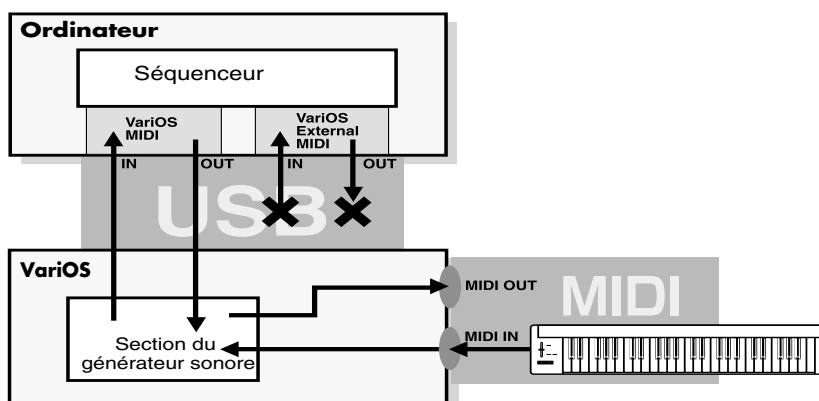 Ordinateur
Séquenceur
VariOS
MIDI
VariOS
External
MIDI
IN
OUT
IN
OUT
USB
VariOS
MIDI OUT
MIDI
MIDI IN
Section du
générateur sonore